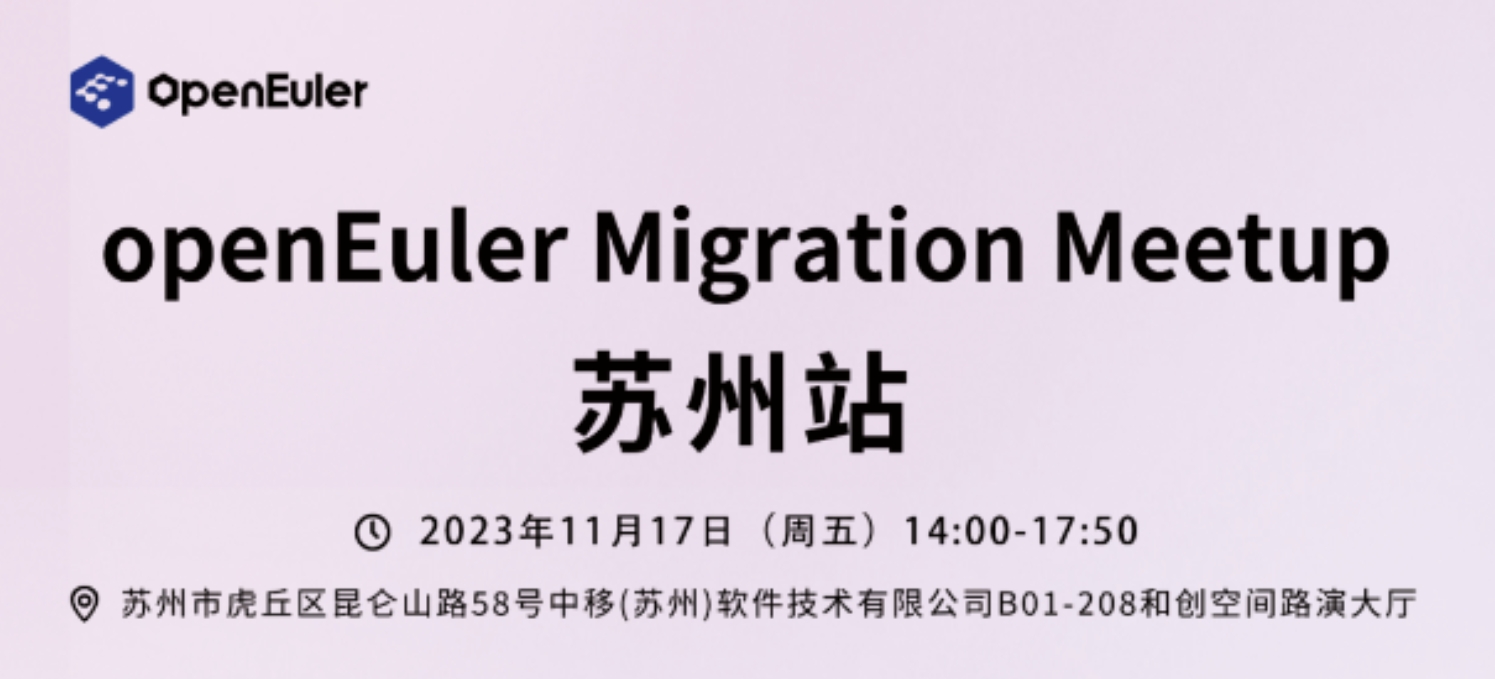 OpenEuler
openEuler Migration Meetup
苏州站
2023年11月17日（周五）14:00-17:50
苏州市虎丘区昆仑山路58号中移(苏州)软件技术有限公司B01-208和创空间路演大厅